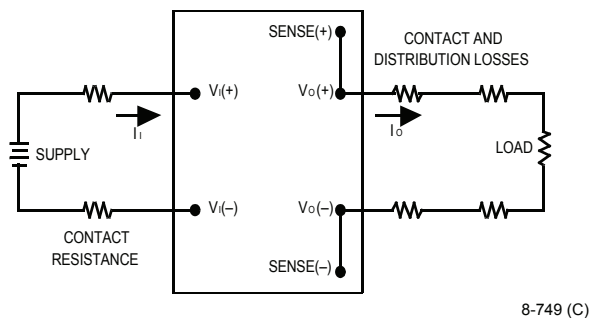 SENSE(+)
CONTACT AND
DISTRIBUTION LOSSES
VI(+)
VO(+)
II
IO
SUPPLY
LOAD
VI(–)
VO(–)
CONTACT
RESISTANCE
SENSE(–)
8-749 (C)